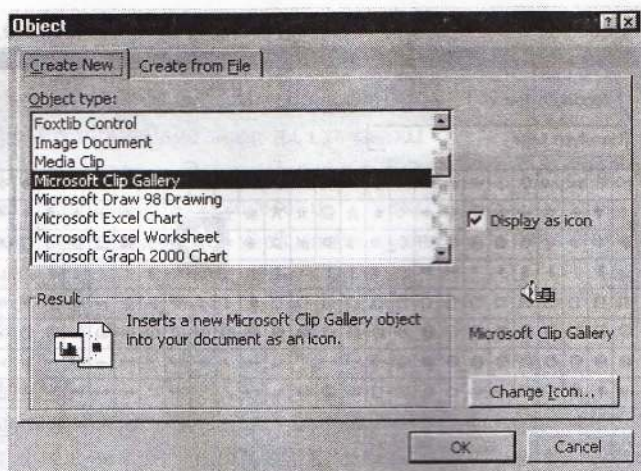 Object
Create New
Create from File
Object type:
Foxtlib Control
Image Document
Media Clip
Microsoft Clip Gallery
Microsoft Draw 98 Drawing
Microsoft Excel Chart
Microsoft Excel Worksheet
Microsoft Graph 2000 Chart
Display as icon
Result
Inserts a new Microsoft Clip Gallery object
into your document as an icon.
Microsoft Clip Gallery
Change Icon...
OK
Cancel